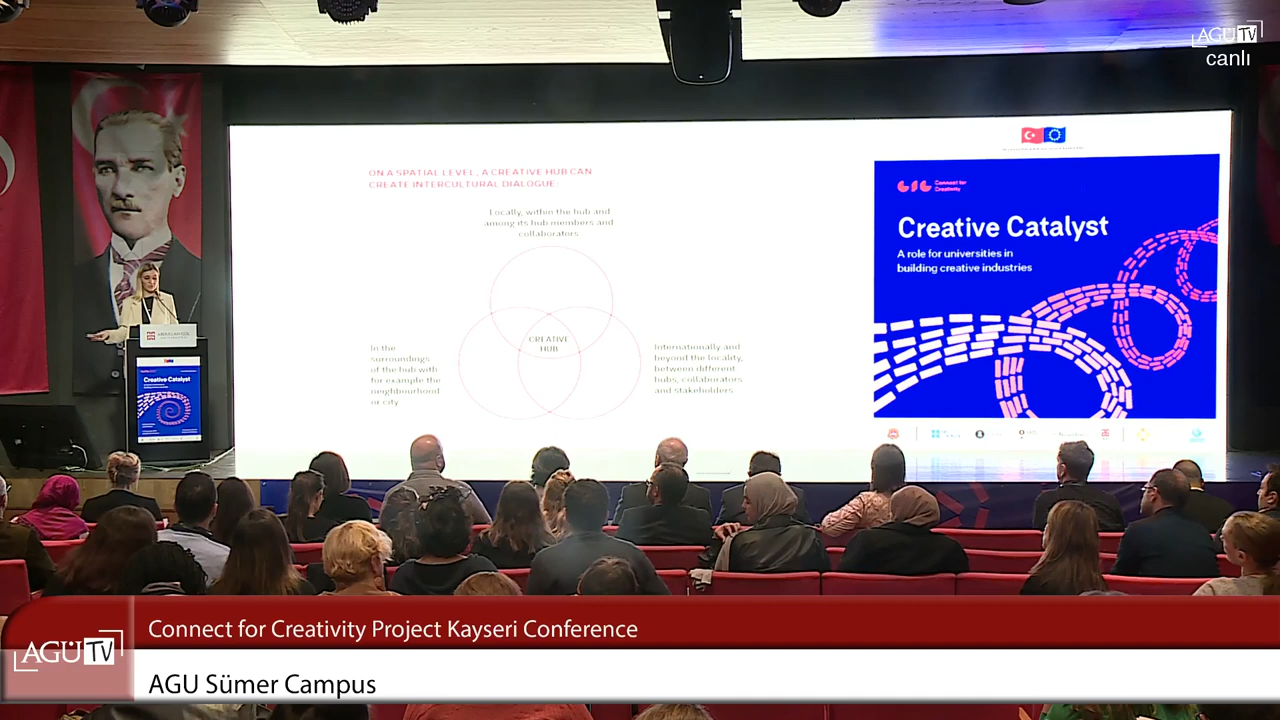 AGÜ TV
canlı
ON A SPATIAL LEVEL, A CREATIVE HUB CAN
CREATE INTERCULTURAL DIALOGUE:
Locally, within the hub and
among its hub members and
collaborators
CREATIVE
HUB
In the
surroundings
of the hub with
for example the
neighbourhood
or city
Internationally and
beyond the locality,
between different
hubs, collaborators
and stakeholders
Connect for
Creativity
Creative Catalyst
A role for universities in
building creative industries
Creative Catalyst
AGÜ TV
Connect for Creativity Project Kayseri Conference
AGU Sümer Campus